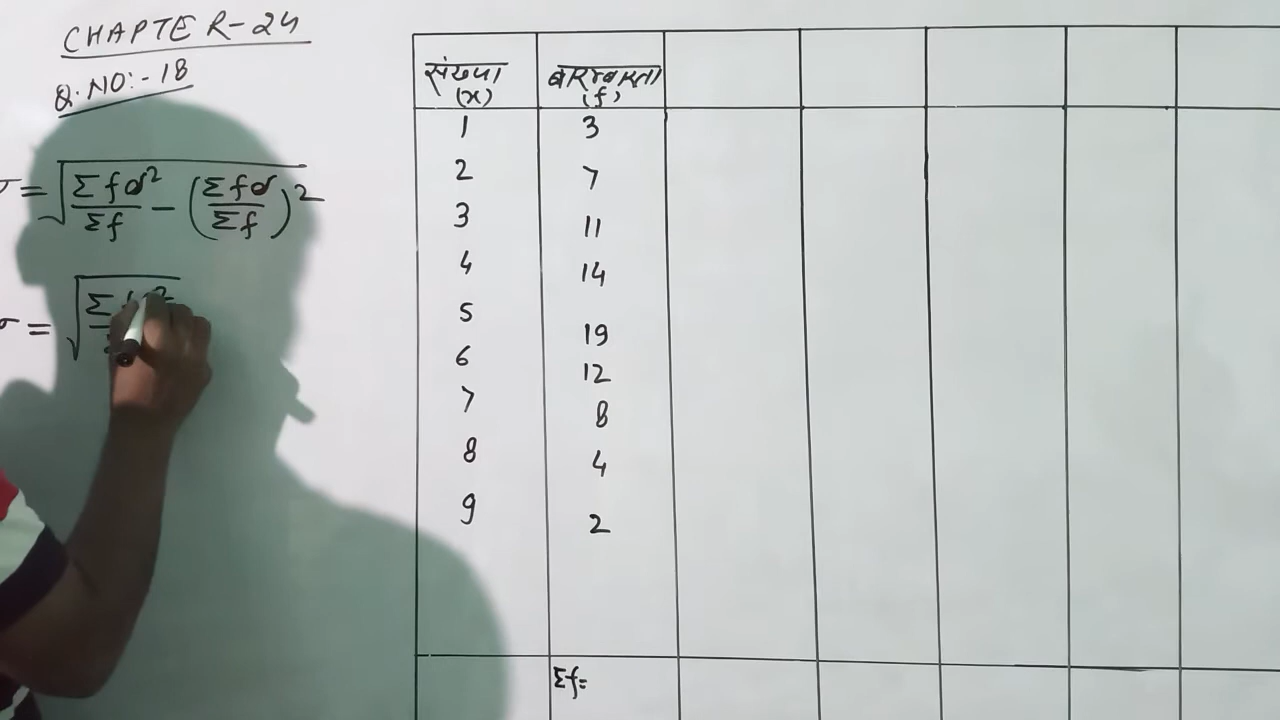 CHAPTER-24
Q.NO:-18
σ = √(Σfd²/Σf - (Σfd/Σf)²)
σ = √(Σ
संख्या (x) बारम्बारता (f)
1 3
2 7
3 11
4 14
5 19
6 12
7 8
8 4
9 2
Σf=